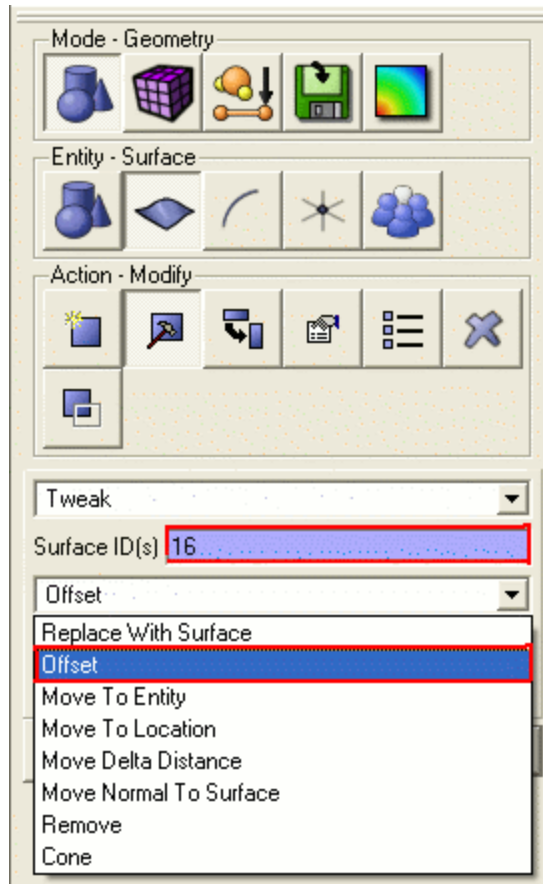 Mode - Geometry
Entity - Surface
Action - Modify
Tweak
Surface ID(s) 16
Offset
Replace With Surface
Offset
Move To Entity
Move To Location
Move Delta Distance
Move Normal To Surface
Remove
Cone